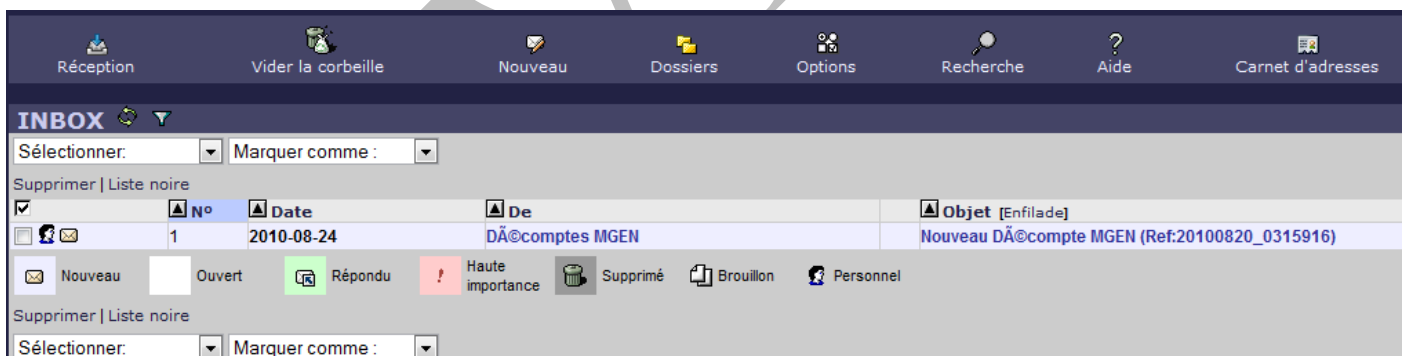 Réception Vider la corbeille Nouveau Dossiers Options Recherche Aide Carnet d'adresses
INBOX
Sélectionner: Marquer comme :
Supprimer | Liste noire
Nº Date De Objet [Enfilade]
1 2010-08-24 DÃ©comptes MGEN Nouveau DÃ©compte MGEN (Ref:20100820_0315916)
Nouveau Ouvert Répondu Haute importance Supprimé Brouillon Personnel
Supprimer | Liste noire
Sélectionner: Marquer comme :